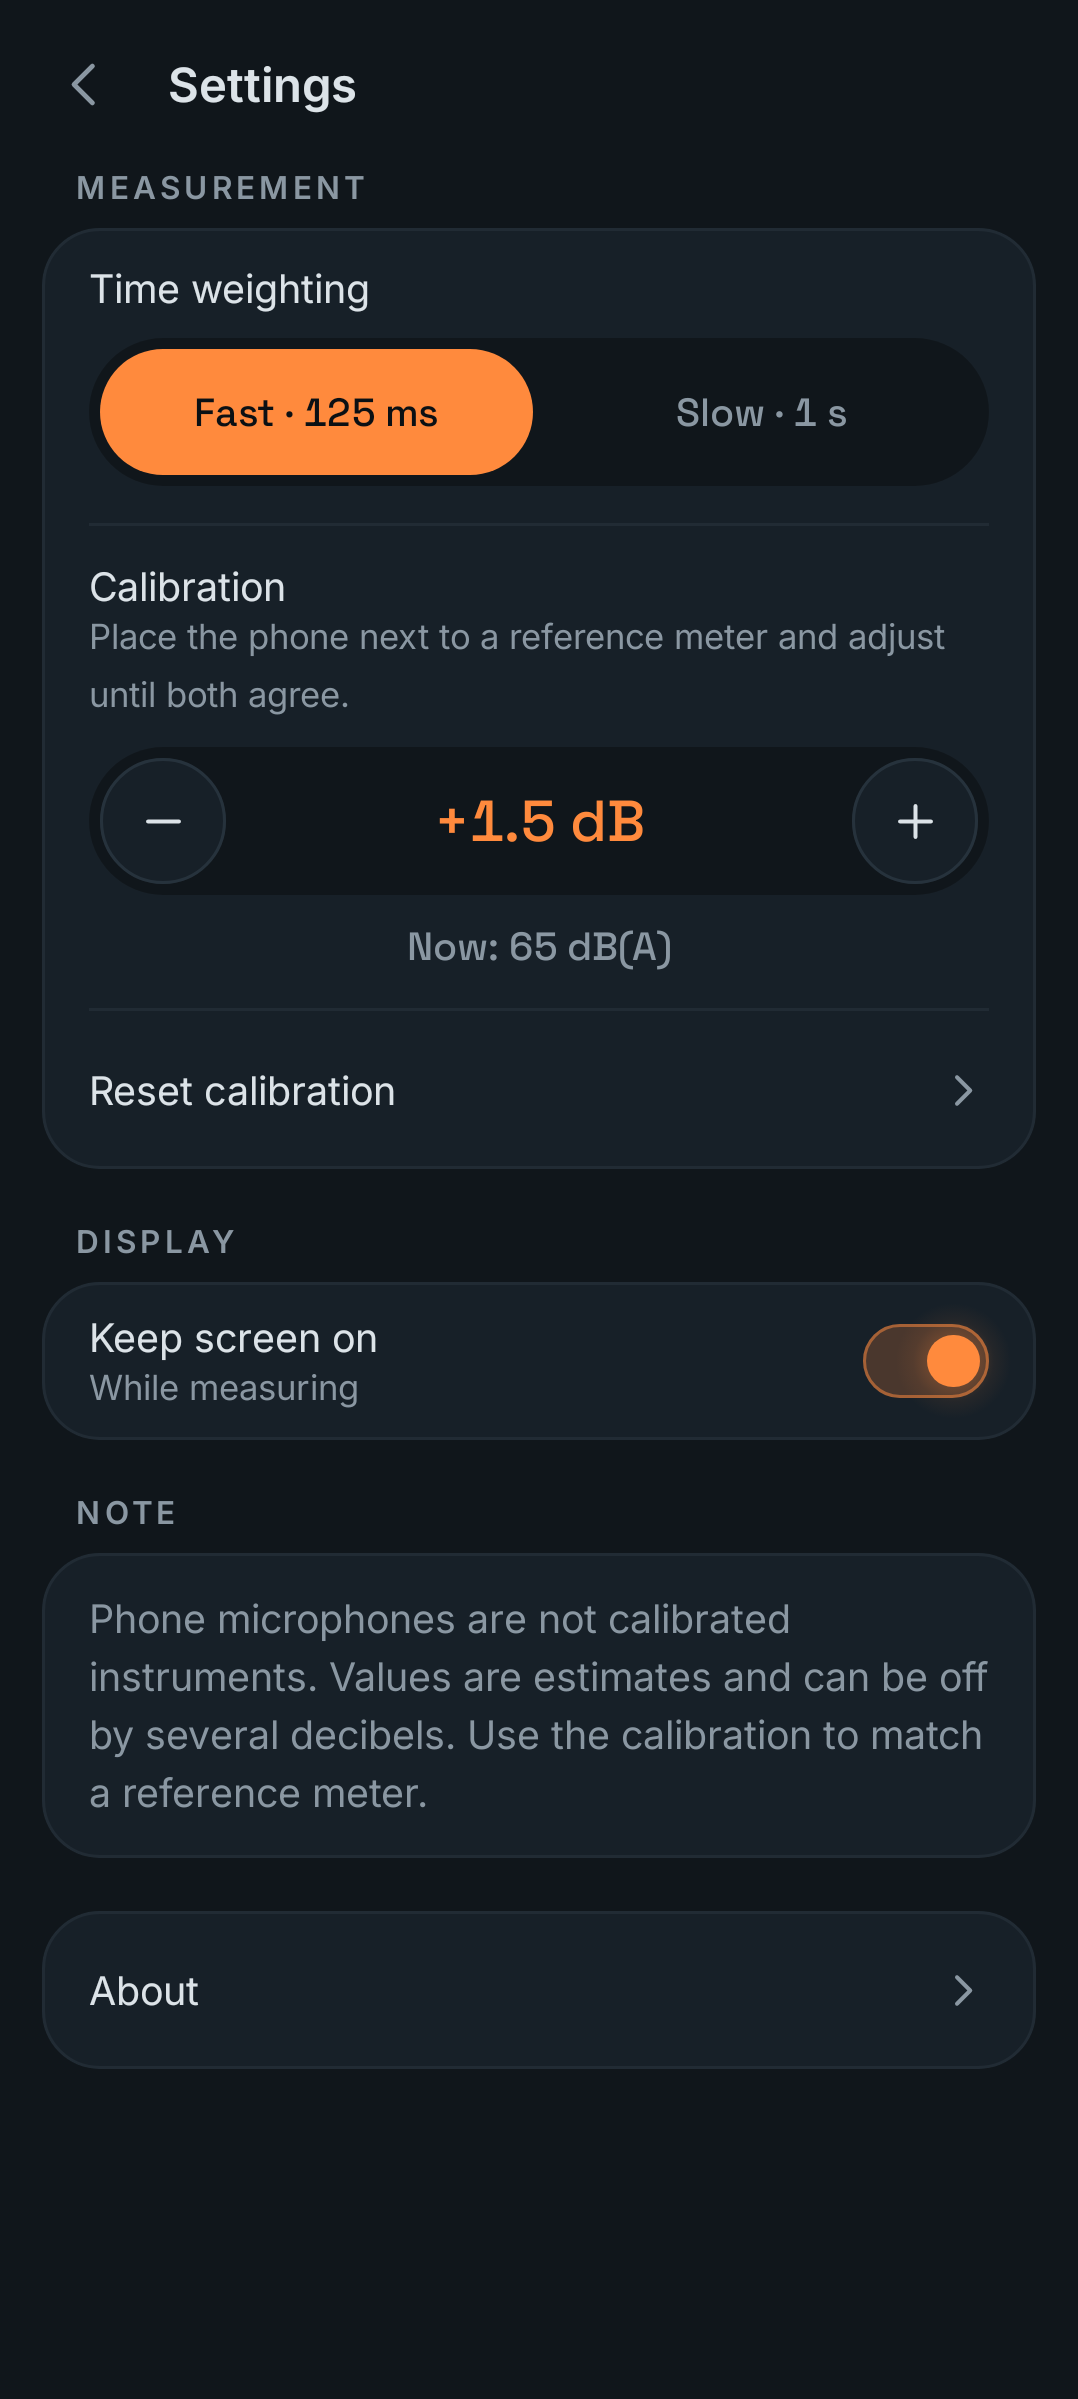 Settings
MEASUREMENT
Time weighting
Fast · 125 ms
Slow · 1 s
Calibration
Place the phone next to a reference meter and adjust
until both agree.
+1.5 dB
Now: 65 dB(A)
Reset calibration
DISPLAY
Keep screen on
While measuring
NOTE
Phone microphones are not calibrated
instruments. Values are estimates and can be off
by several decibels. Use the calibration to match
a reference meter.
About